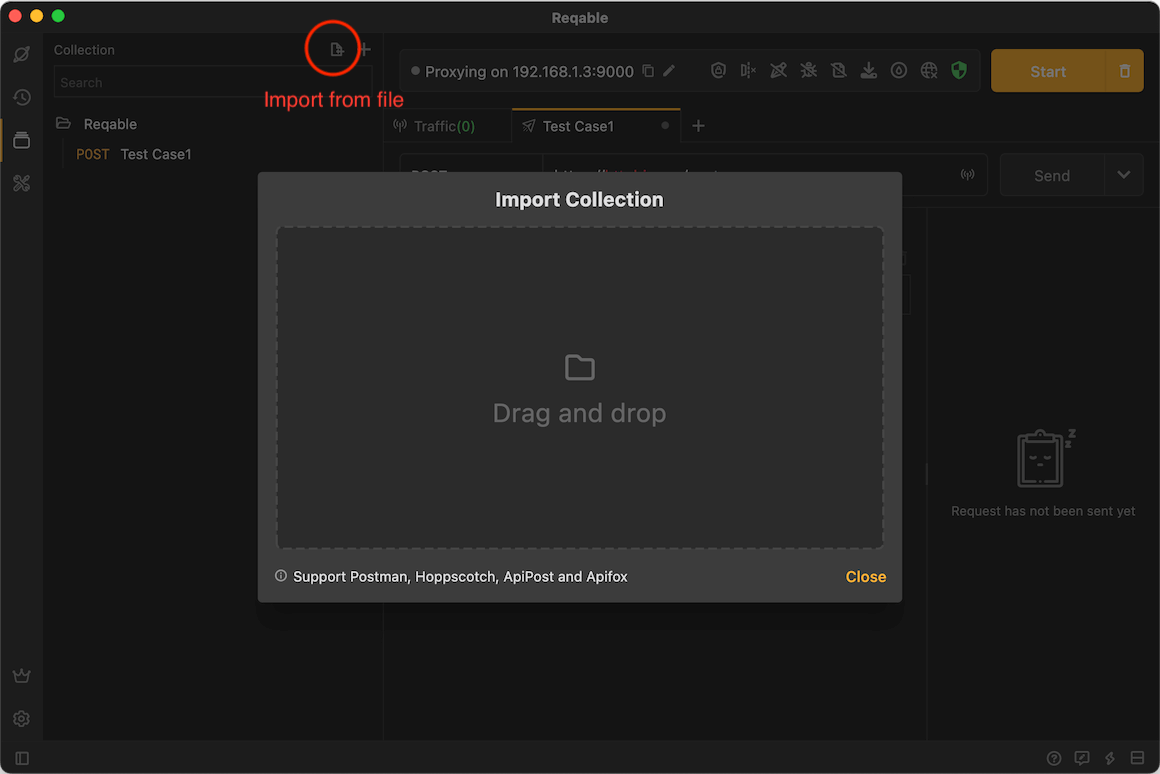 Reqable
Collection
Search
Import from file
Proxying on 192.168.1.3:9000
Start
Reqable
POST Test Case1
Traffic(0)
Test Case1
Send
Import Collection
Drag and drop
Support Postman, Hoppscotch, ApiPost and Apifox
Close
Request has not been sent yet